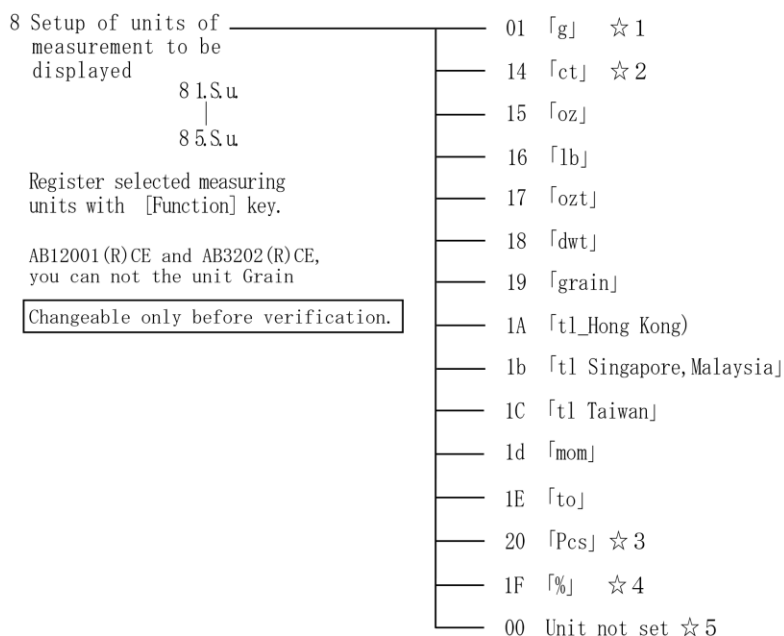 8 Setup of units of
measurement to be
displayed
8 1.S.u.
8 5.S.u.
Register selected measuring
units with [Function] key.
AB12001(R)CE and AB3202(R)CE,
you can not the unit Grain
Changeable only before verification.
01 「g」 ☆1
14 「ct」 ☆2
15 「oz」
16 「lb」
17 「ozt」
18 「dwt」
19 「grain」
1A 「tl_Hong Kong)
1b 「tl Singapore,Malaysia」
1C 「tl Taiwan」
1d 「mom」
1E 「to」
20 「Pcs」 ☆3
1F 「%」 ☆4
00 Unit not set ☆5